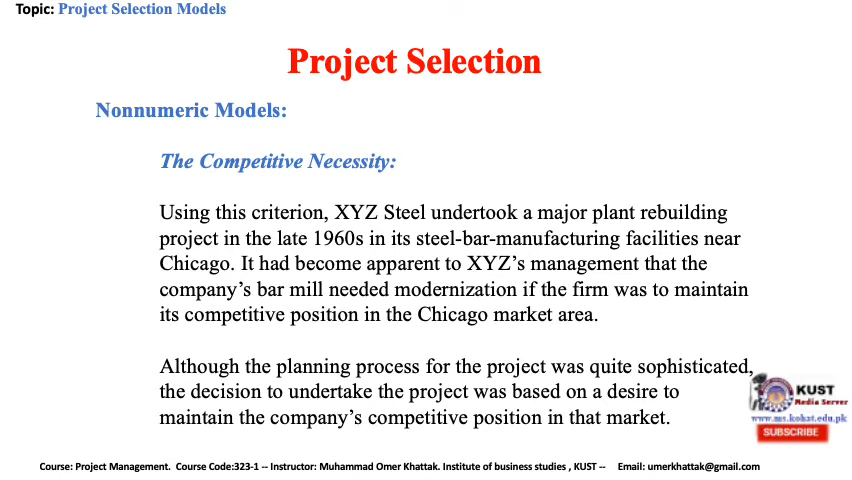 Topic: Project Selection Models
Project Selection
Nonnumeric Models:
The Competitive Necessity:
Using this criterion, XYZ Steel undertook a major plant rebuilding
project in the late 1960s in its steel-bar-manufacturing facilities near
Chicago. It had become apparent to XYZ’s management that the
company’s bar mill needed modernization if the firm was to maintain
its competitive position in the Chicago market area.
Although the planning process for the project was quite sophisticated,
the decision to undertake the project was based on a desire to
maintain the company’s competitive position in that market.
KUST
Media Server
www.ms.kohat.edu.pk
SUBSCRIBE
Course: Project Management. Course Code:323-1 -- Instructor: Muhammad Omer Khattak. Institute of business studies , KUST -- Email: umerkhattak@gmail.com